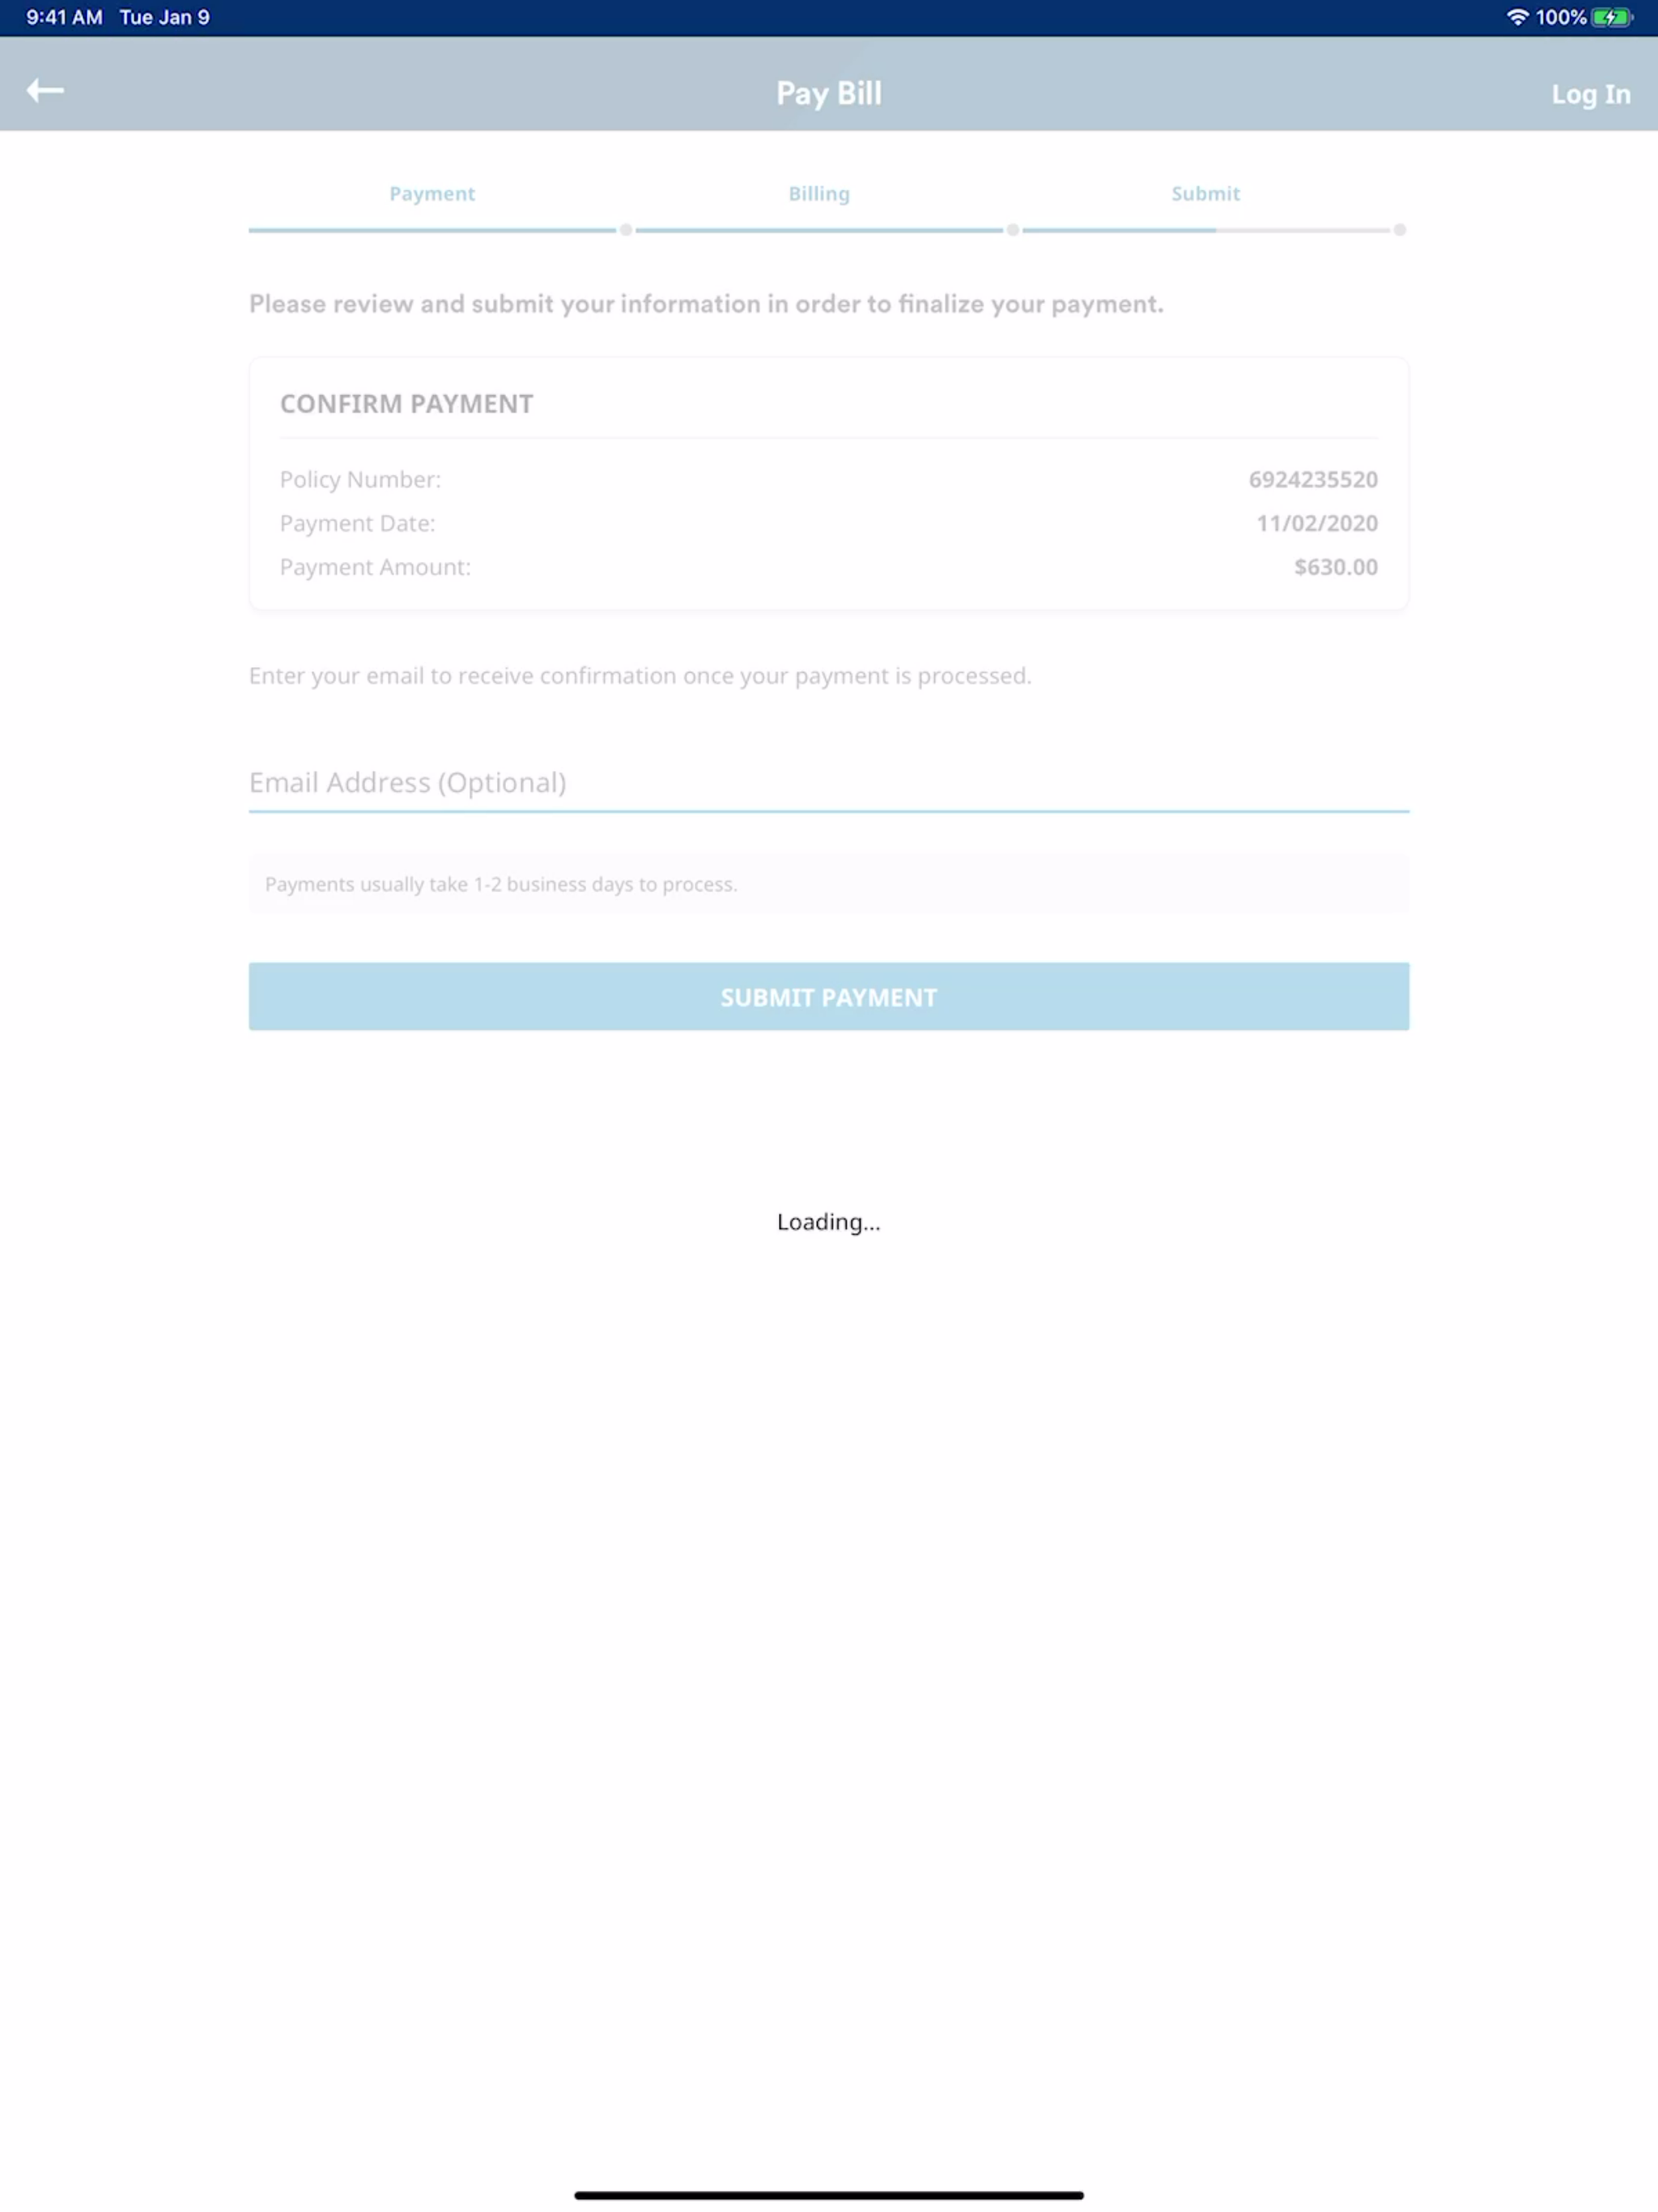 9:41 AM Tue Jan 9 100%
Pay Bill Log In
Payment Billing Submit
Please review and submit your information in order to finalize your payment.
CONFIRM PAYMENT
Policy Number: 6924235520
Payment Date: 11/02/2020
Payment Amount: $630.00
Enter your email to receive confirmation once your payment is processed.
Email Address (Optional)
Payments usually take 1-2 business days to process.
SUBMIT PAYMENT
Loading...